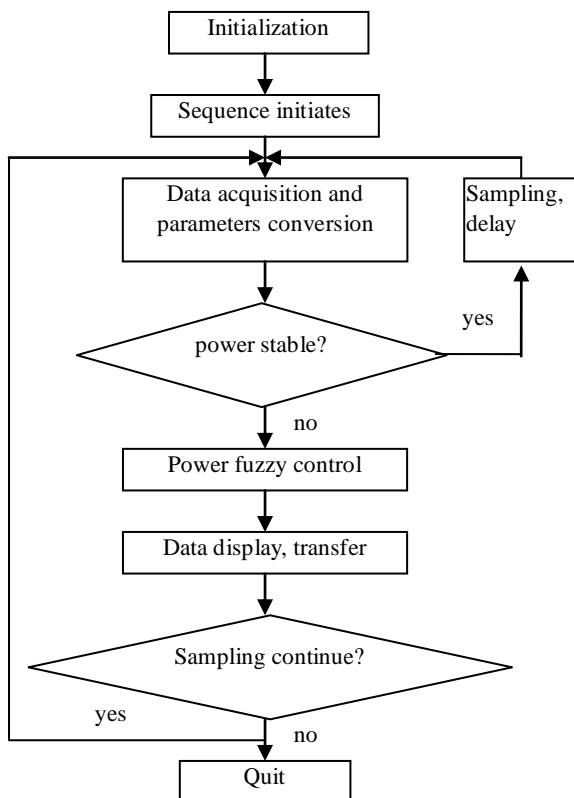 Initialization
Sequence initiates
Data acquisition and
parameters conversion
Sampling,
delay
yes
power stable?
no
Power fuzzy control
Data display, transfer
Sampling continue?
yes
no
Quit